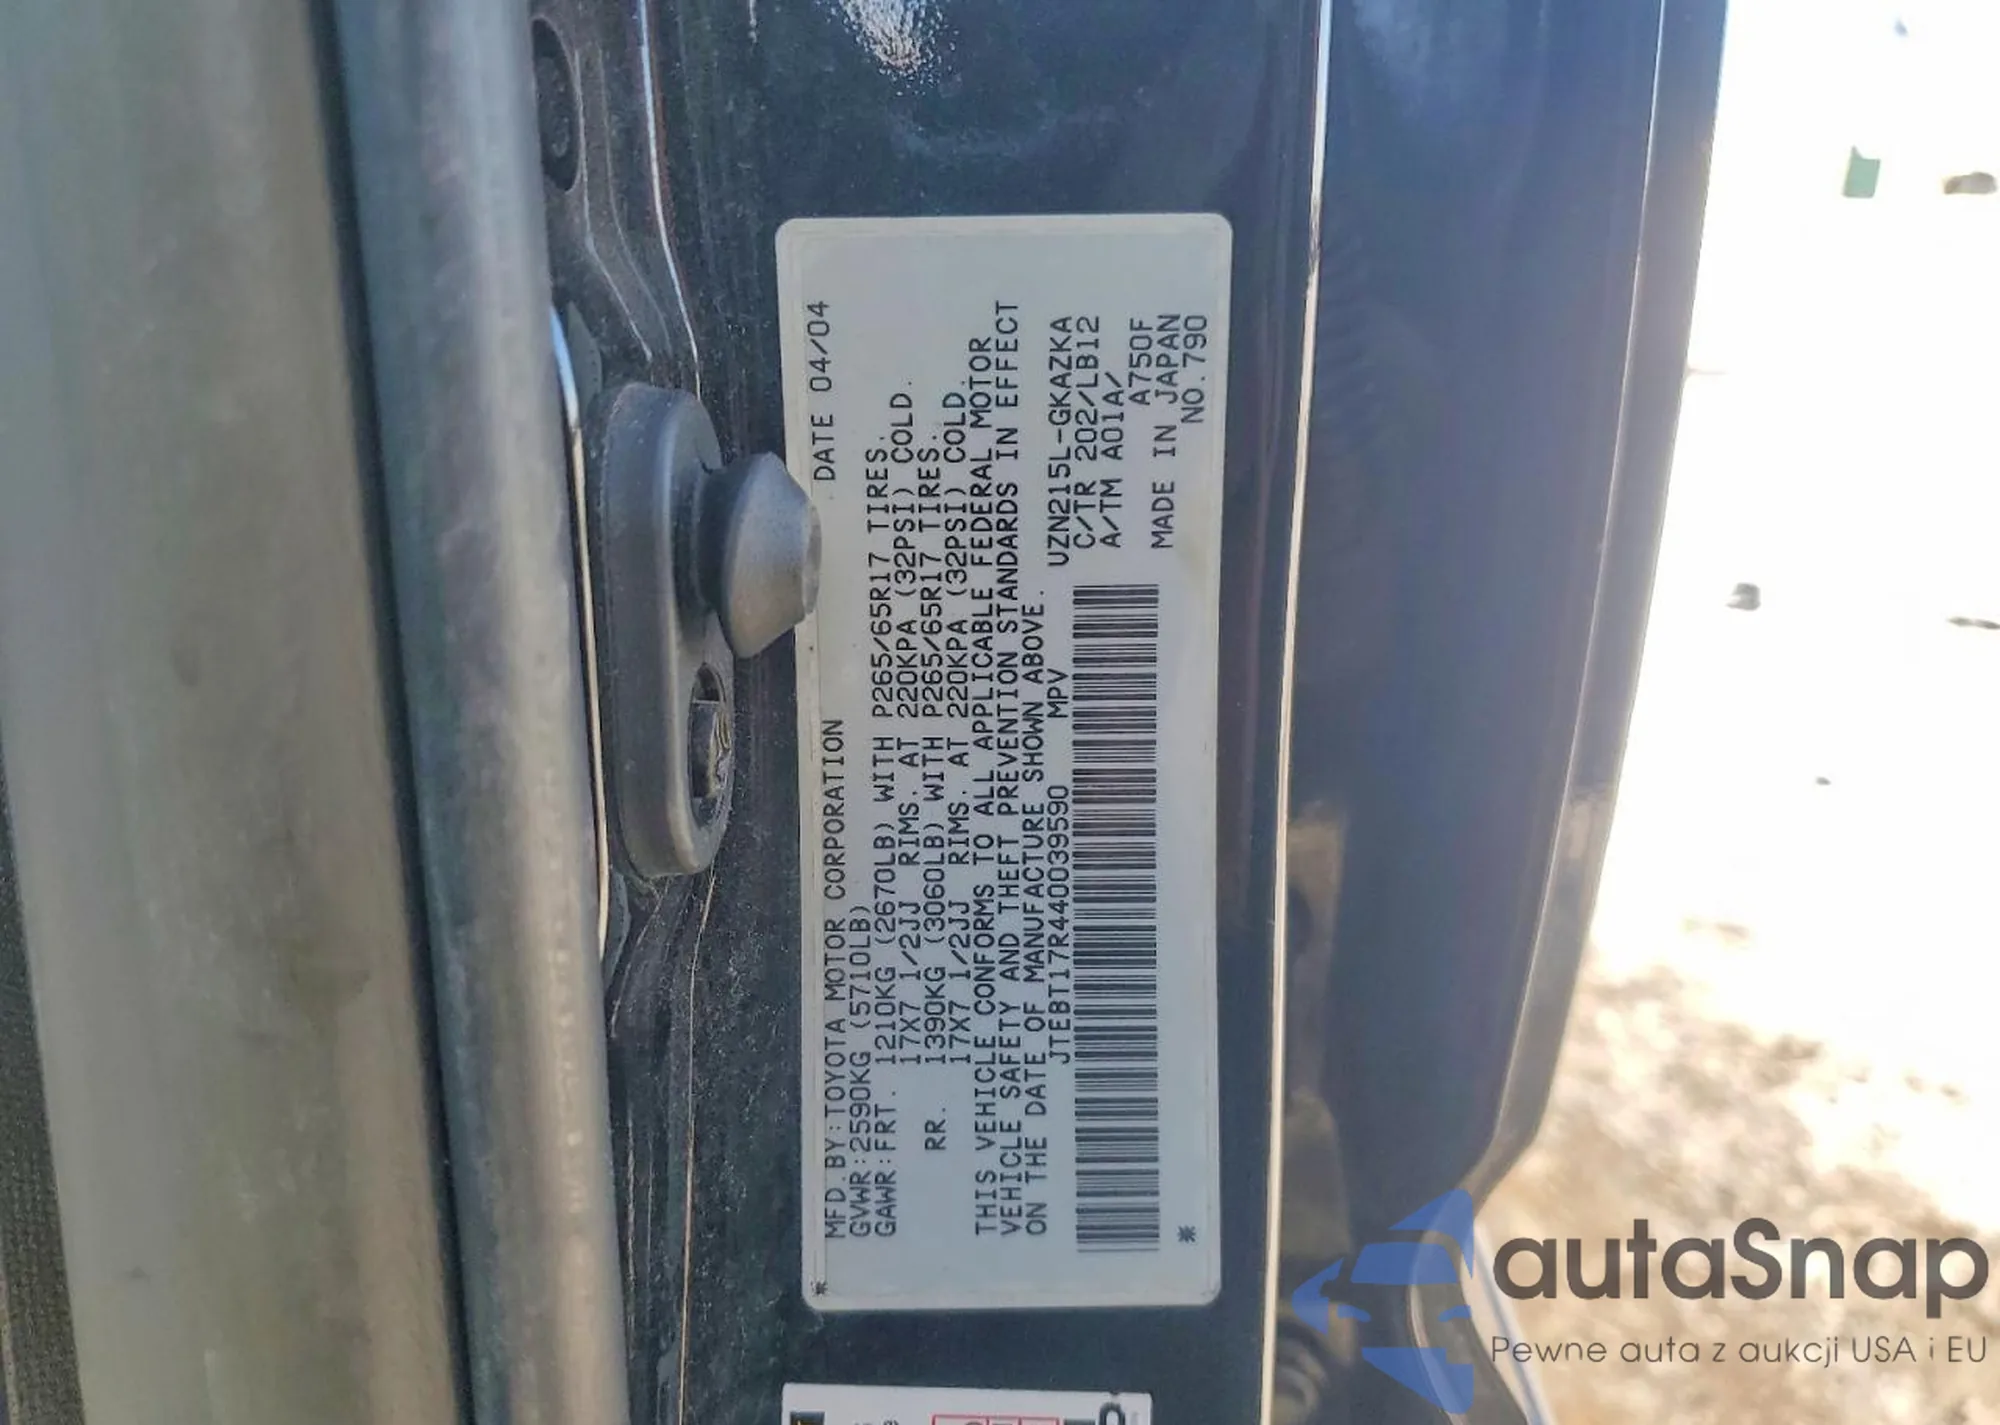 MFD.BY:TOYOTA MOTOR CORPORATION DATE 04/04
GVWR:2590KG (5710LB)
GAWR:FRT. 1210KG (2670LB) WITH P265/65R17 TIRES.
17X7 1/2JJ RIMS. AT 220KPA (32PSI) COLD.
RR. 1390KG (3060LB) WITH P265/65R17 TIRES.
17X7 1/2JJ RIMS. AT 220KPA (32PSI) COLD.
THIS VEHICLE CONFORMS TO ALL APPLICABLE FEDERAL MOTOR
VEHICLE SAFETY AND THEFT PREVENTION STANDARDS IN EFFECT
ON THE DATE OF MANUFACTURE SHOWN ABOVE.
JTEBT17R440039590 MPV UZN215L-GKAZKA
C/TR 202/LB12
A/TM A01A/
A750F
MADE IN JAPAN
NO.790
autaSnap
Pewne auta z aukcji USA i EU